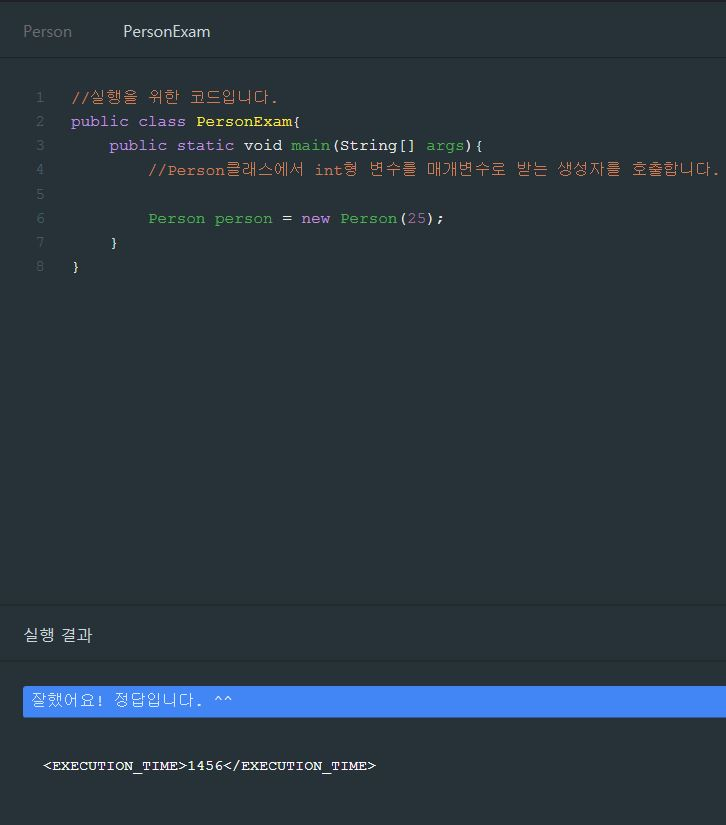 Person PersonExam
1 //실행을 위한 코드입니다.
2 public class PersonExam{
3     public static void main(String[] args){
4         //Person클래스에서 int형 변수를 매개변수로 받는 생성자를 호출합니다.
5
6         Person person = new Person(25);
7     }
8 }
실행 결과
잘했어요! 정답입니다. ^^
<EXECUTION_TIME>1456</EXECUTION_TIME>